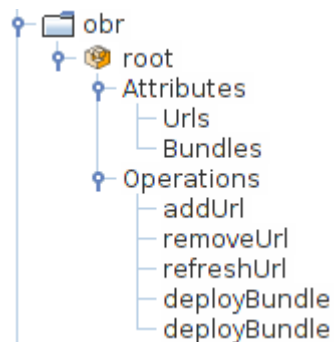 obr
root
Attributes
Urls
Bundles
Operations
addUrl
removeUrl
refreshUrl
deployBundle
deployBundle